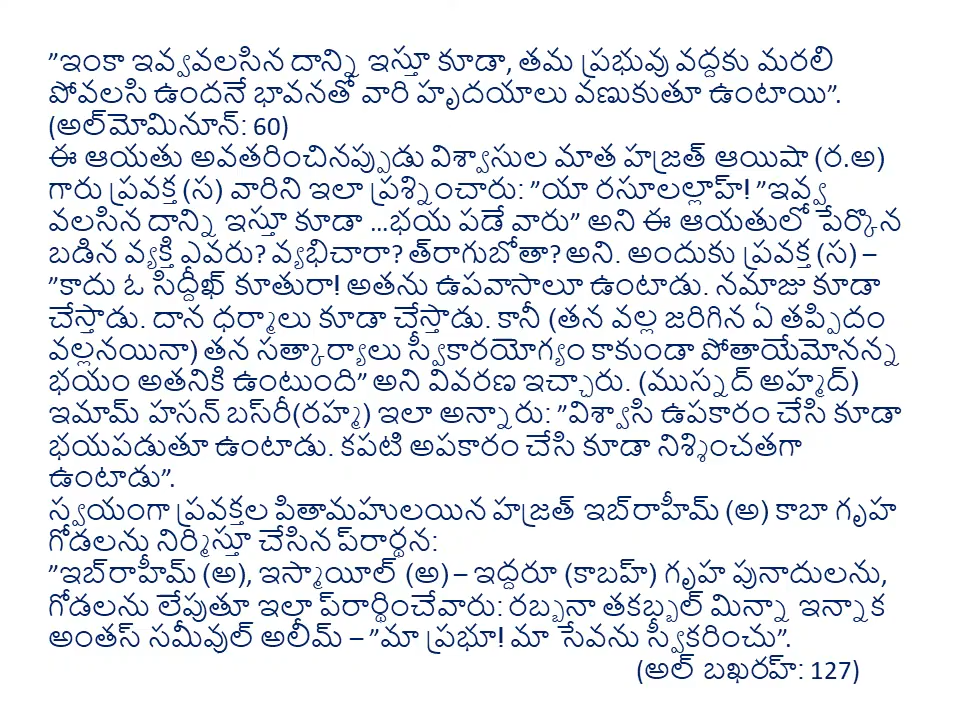 ”ఇంకా ఇవ్వవలసిన దాన్ని ఇస్తూ కూడా, తమ ప్రభువు వద్దకు మరలి
పోవలసి ఉందనే భావనతో వారి హృదయాలు వణుకుతూ ఉంటాయి”.
(అల్‌మోమినూన్‌: 60)
ఈ ఆయతు అవతరించినప్పుడు విశ్వాసుల మాత హజ్రత్‌ ఆయిషా (ర.అ)
గారు ప్రవక్త (స) వారిని ఇలా ప్రశ్నించారు: ”యా రసూలల్లాహ్‌! ”ఇవ్వ
వలసిన దాన్ని ఇస్తూ కూడా ...భయ పడే వారు” అని ఈ ఆయతులో పేర్కొన
బడిన వ్యక్తి ఎవరు? వ్యభిచారా? త్‌రాగుబోతా? అని. అందుకు ప్రవక్త (స) –
”కాదు ఓ సిద్దీఖ్‌ కూతురా! అతను ఉపవాసాలూ ఉంటాడు. నమాజు కూడా
చేస్తాడు. దాన ధర్మాలు కూడా చేస్తాడు. కానీ (తన వల్ల జరిగిన ఏ తప్పిదం
వల్లనయినా) తన సత్కార్యాలు స్వీకారయోగ్యం కాకుండా పోతాయేమోనన్న
భయం అతనికి ఉంటుంది” అని వివరణ ఇచ్చారు. (ముస్నద్‌ అహ్మద్‌)
ఇమామ్‌ హసన్‌ బస్‌రీ(రహ్మ) ఇలా అన్నారు: ”విశ్వాసి ఉపకారం చేసి కూడా
భయపడుతూ ఉంటాడు. కపటి అపకారం చేసి కూడా నిశ్శించతగా
ఉంటాడు”.
స్వయంగా ప్రవక్తల పితామహులయిన హజ్రత్‌ ఇబ్‌రాహీమ్‌ (అ) కాబా గృహ
గోడలను నిర్మిస్తూ చేసిన ప్‌రార్థన:
”ఇబ్‌రాహీమ్‌ (అ), ఇస్మాయీల్‌ (అ) – ఇద్దరూ (కాబహ్‌) గృహ పునాదులను,
గోడలను లేపుతూ ఇలా ప్‌రార్థించేవారు: రబ్బనా తకబ్బల్‌ మిన్నా ఇన్నాక
అంతస్‌ సమీవుల్‌ అలీమ్‌ – ”మా ప్రభూ! మా సేవను స్వీకరించు”.
(అల్‌ బఖరహ్‌: 127)